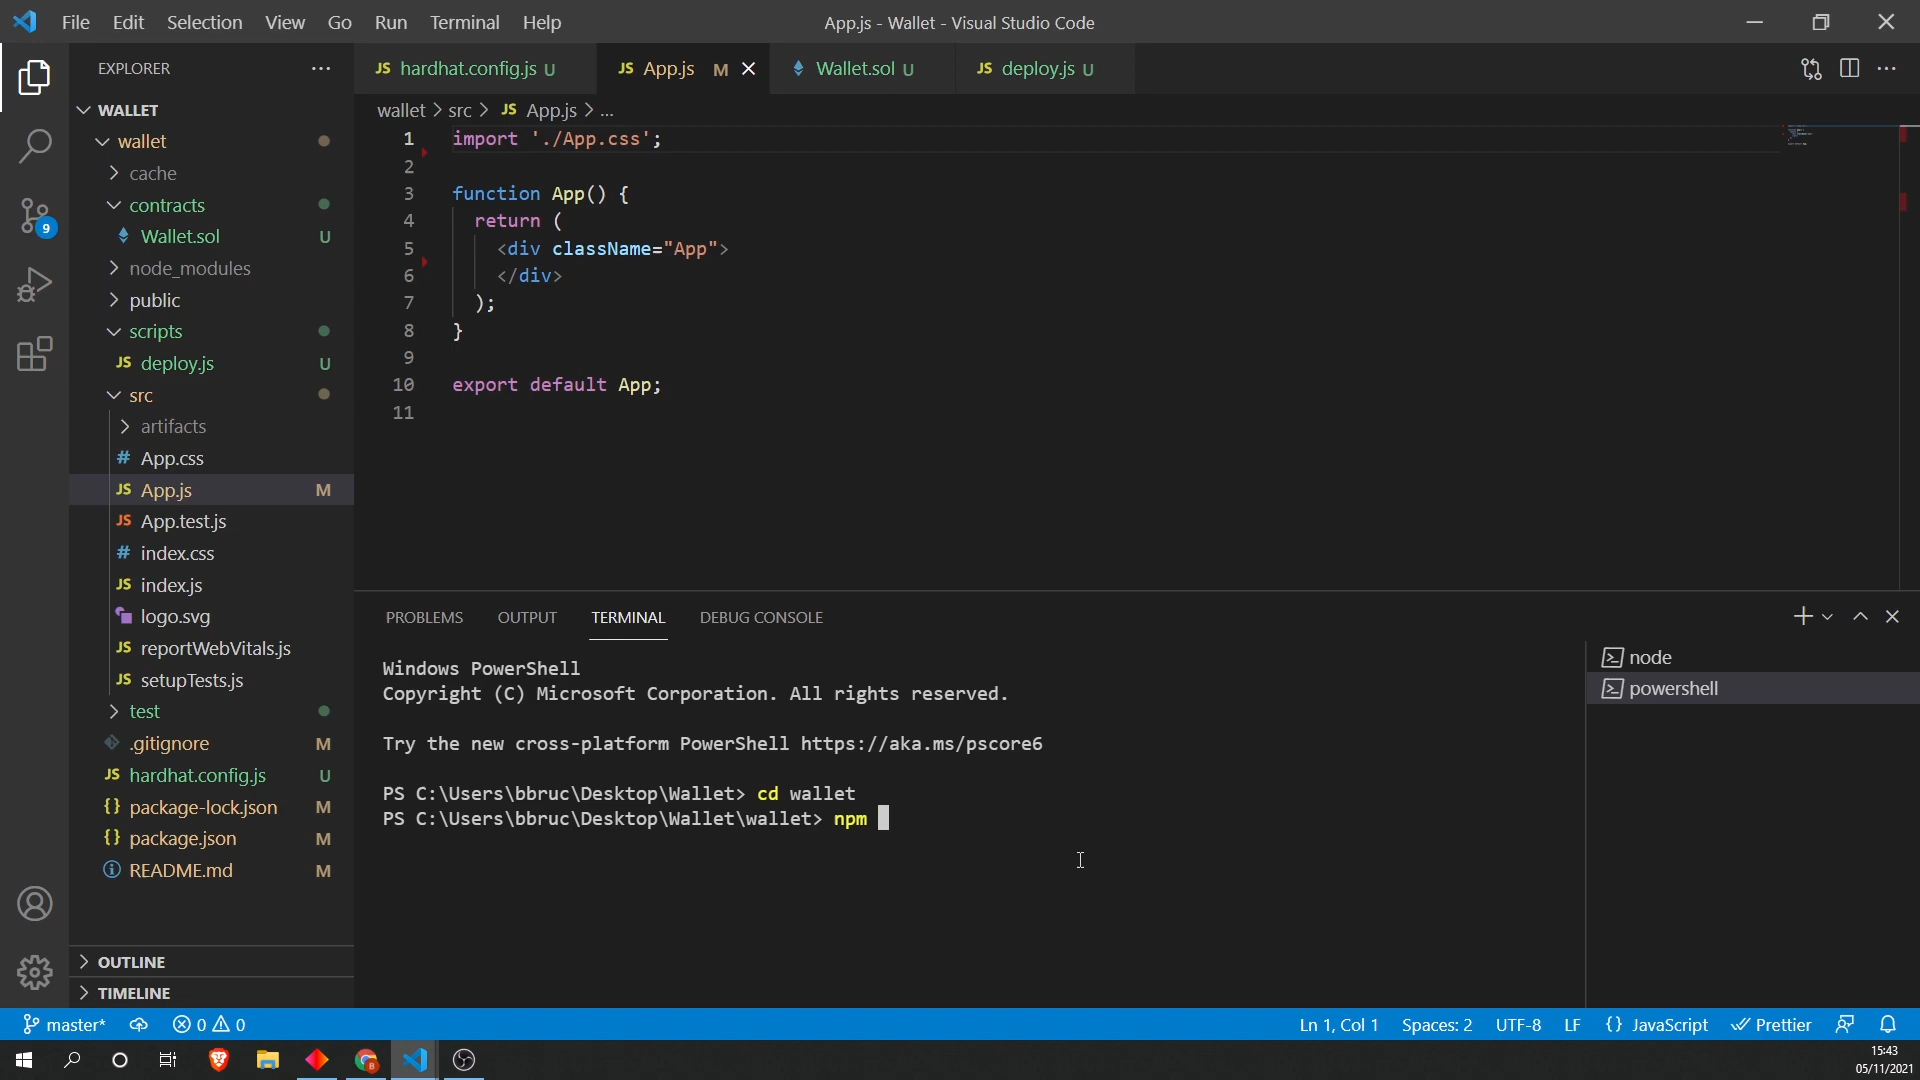 File Edit Selection View Go Run Terminal Help
App.js - Wallet - Visual Studio Code
EXPLORER
WALLET
wallet
cache
contracts
Wallet.sol U
node_modules
public
scripts
JS deploy.js U
src
artifacts
# App.css
JS App.js M
JS App.test.js
# index.css
JS index.js
logo.svg
JS reportWebVitals.js
JS setupTests.js
test
.gitignore M
JS hardhat.config.js U
{} package-lock.json M
{} package.json M
README.md M
OUTLINE
TIMELINE
9
JS hardhat.config.js U
JS App.js M
Wallet.sol U
JS deploy.js U
wallet > src > JS App.js > ...
1 import './App.css';
2
3 function App() {
4 return (
5 <div className="App">
6 </div>
7 );
8 }
9
10 export default App;
11
PROBLEMS OUTPUT TERMINAL DEBUG CONSOLE
Windows PowerShell
Copyright (C) Microsoft Corporation. All rights reserved.
Try the new cross-platform PowerShell https://aka.ms/pscore6
PS C:\Users\bbruc\Desktop\Wallet> cd wallet
PS C:\Users\bbruc\Desktop\Wallet\wallet> npm
node
powershell
master* 0 0
Ln 1, Col 1 Spaces: 2 UTF-8 LF {} JavaScript Prettier
B
15:43
05/11/2021